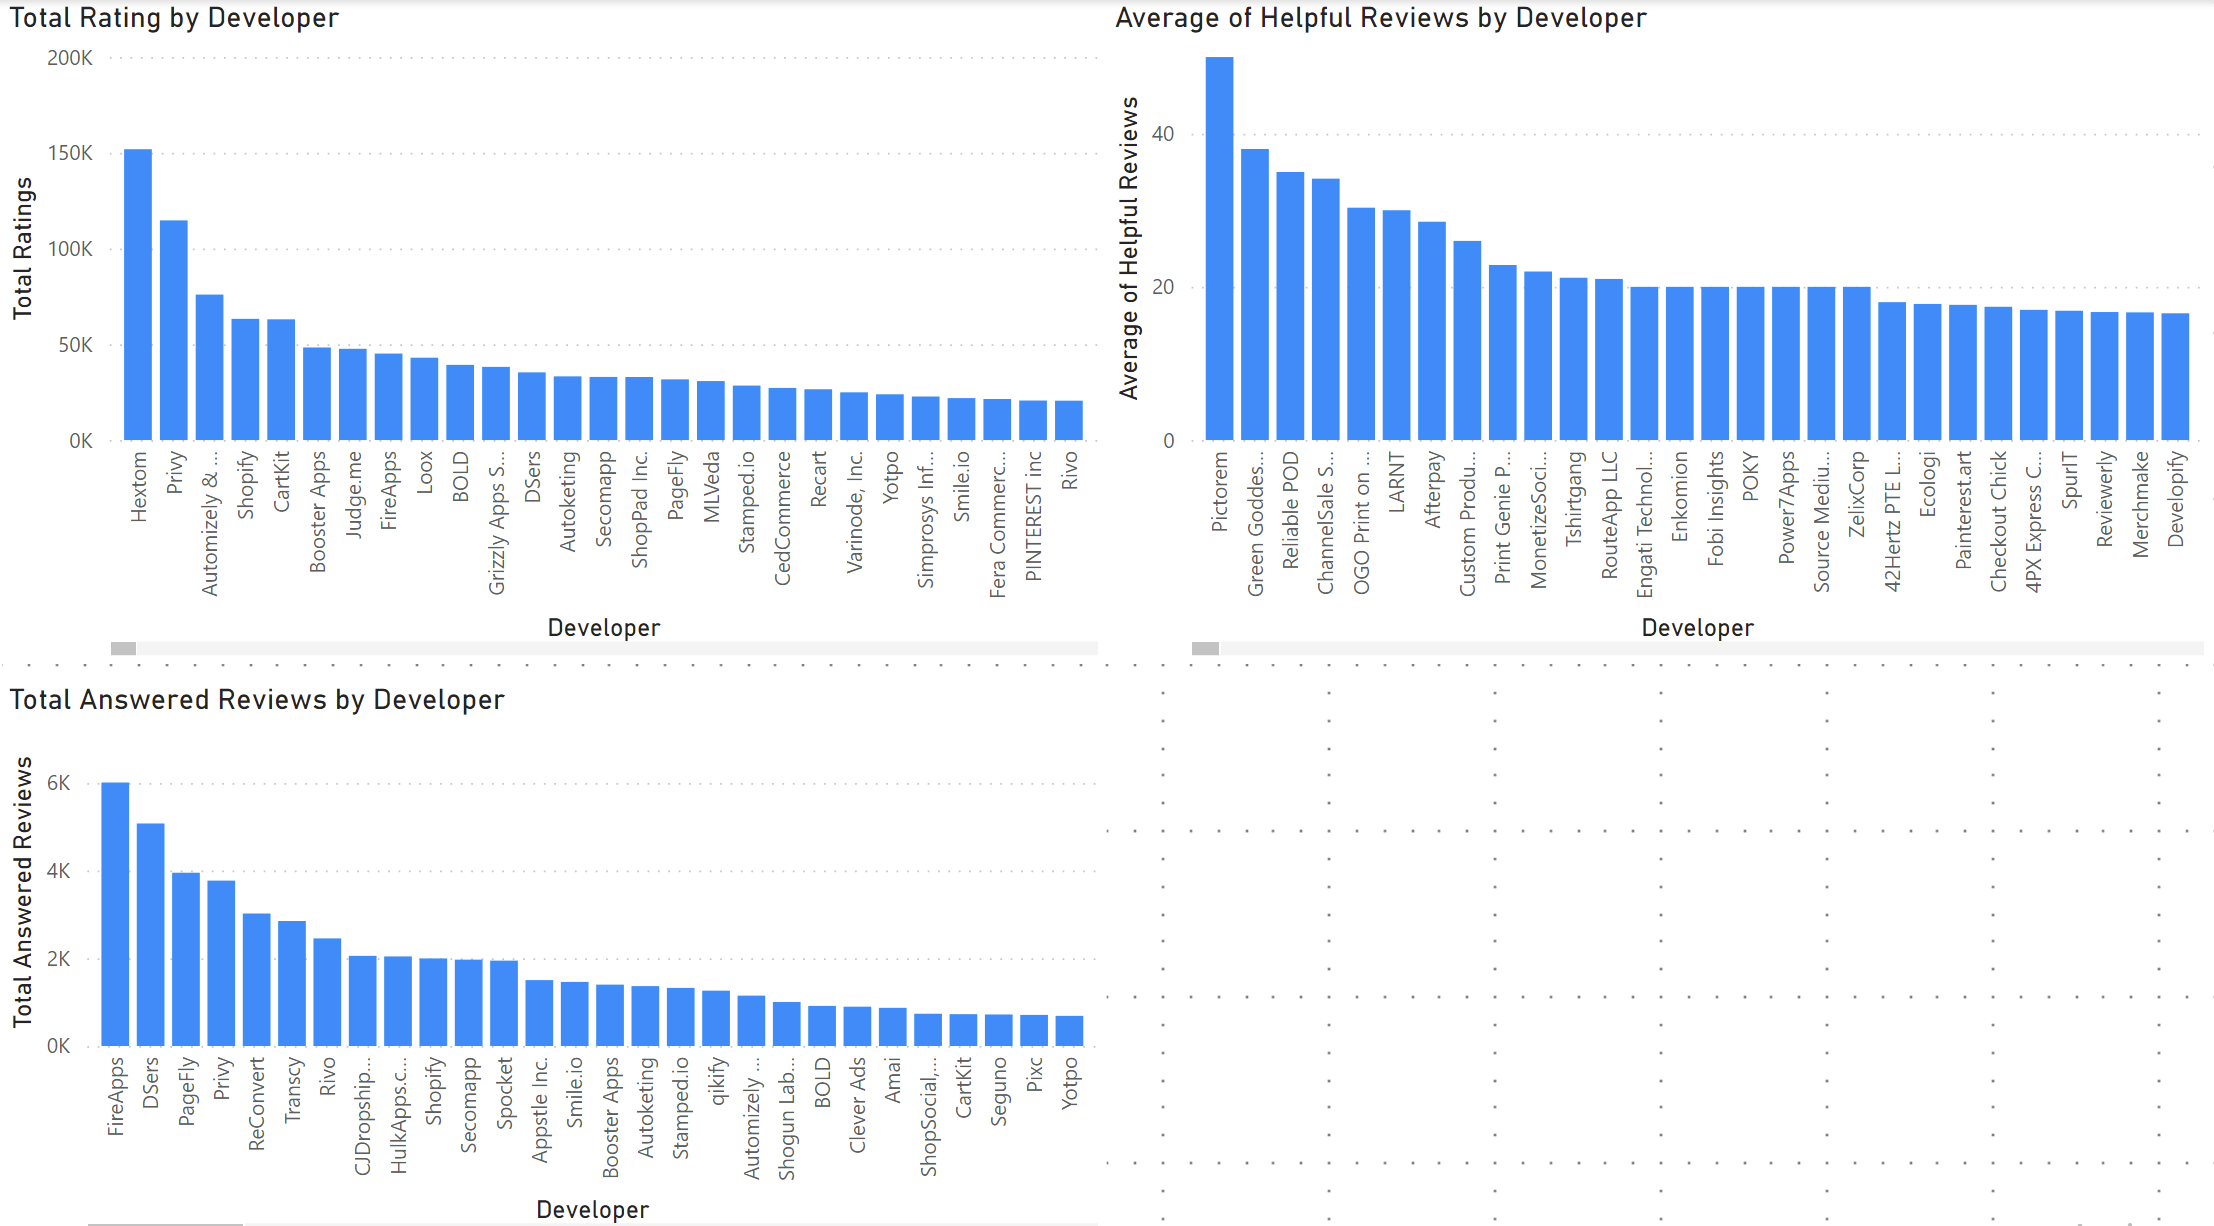 Total Rating by Developer
200K
150K
100K
50K
0K
Total Ratings
Hextom
Privy
Automizely & ...
Shopify
CartKit
Booster Apps
Judge.me
FireApps
Loox
BOLD
Grizzly Apps S...
DSers
Autoketing
Secomapp
ShopPad Inc.
PageFly
MLVeda
Stamped.io
CedCommerce
Recart
Varinode, Inc.
Yotpo
Simprosys Inf...
Smile.io
Fera Commerc...
PINTEREST inc
Rivo
Developer
Average of Helpful Reviews by Developer
40
20
0
Average of Helpful Reviews
Pictorem
Green Goddes...
Reliable POD
ChannelSale S...
OGO Print on ...
LARNT
Afterpay
Custom Produ...
Print Genie P...
MonetizeSoci...
Tshirtgang
RouteApp LLC
Engati Technol...
Enkomion
Fobi Insights
POKY
Power7Apps
Source Mediu...
ZelixCorp
42Hertz PTE L...
Ecologi
Painterest.art
Checkout Chick
4PX Express C...
SpurIT
Reviewerly
Merchmake
Developify
Developer
Total Answered Reviews by Developer
6K
4K
2K
0K
Total Answered Reviews
FireApps
DSers
PageFly
Privy
ReConvert
Transcy
Rivo
CJDropship...
HulkApps.c...
Shopify
Secomapp
Spocket
Appstle Inc.
Smile.io
Booster Apps
Autoketing
Stamped.io
qikify
Automizely ...
Shogun Lab...
BOLD
Clever Ads
Amai
ShopSocial,...
CartKit
Seguno
Pixc
Yotpo
Developer